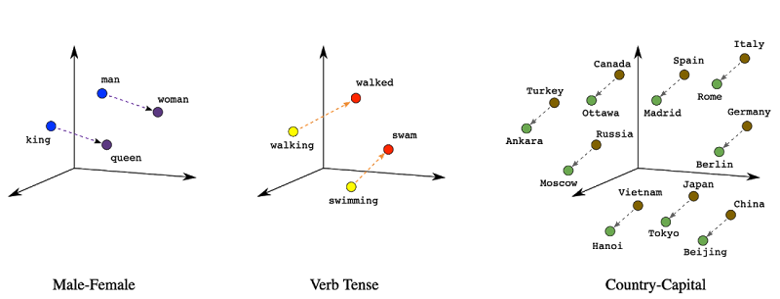 man
woman
king
queen
Male-Female
walked
walking
swam
swimming
Verb Tense
Italy
Spain
Canada
Rome
Turkey
Ottawa
Madrid
Germany
Ankara
Russia
Berlin
Moscow
Japan
Vietnam
China
Tokyo
Hanoi
Beijing
Country-Capital